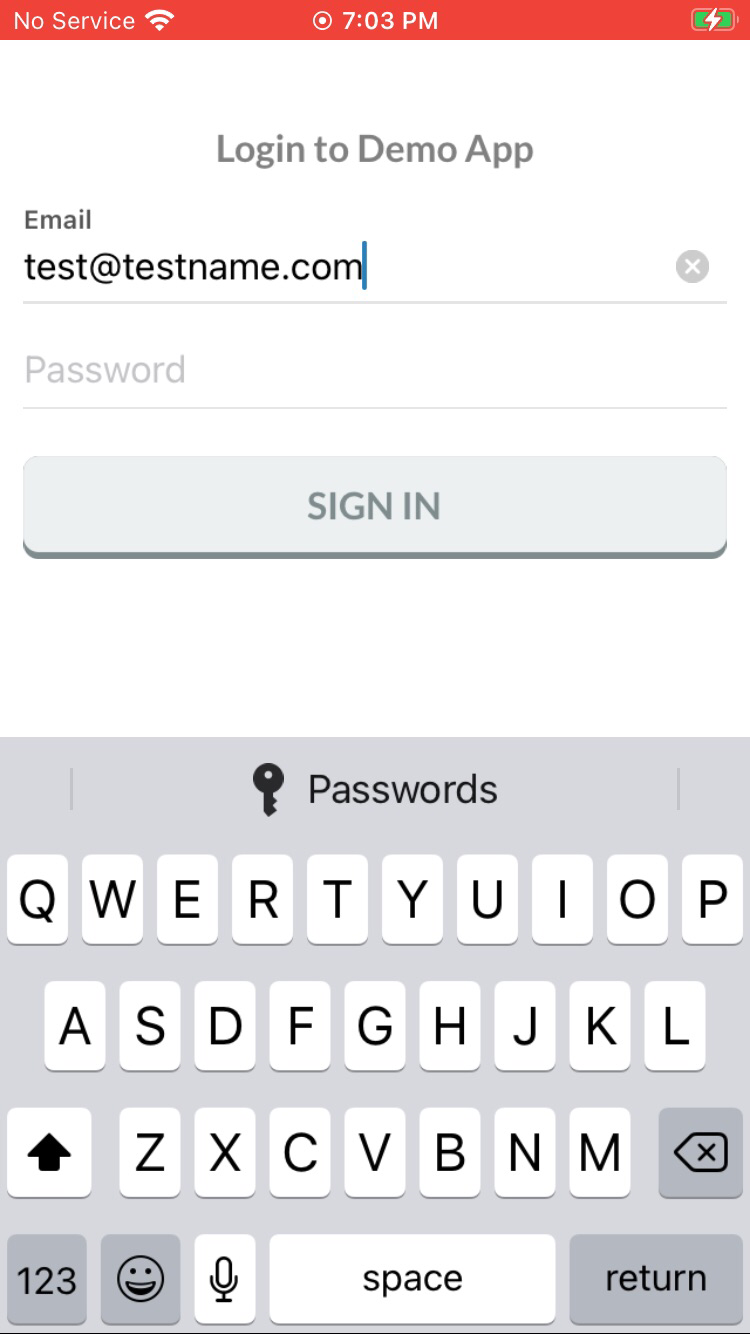 No Service 7:03 PM
Login to Demo App
Email
test@testname.com
Password
SIGN IN
Passwords
Q W E R T Y U I O P
A S D F G H J K L
Z X C V B N M
123 space return